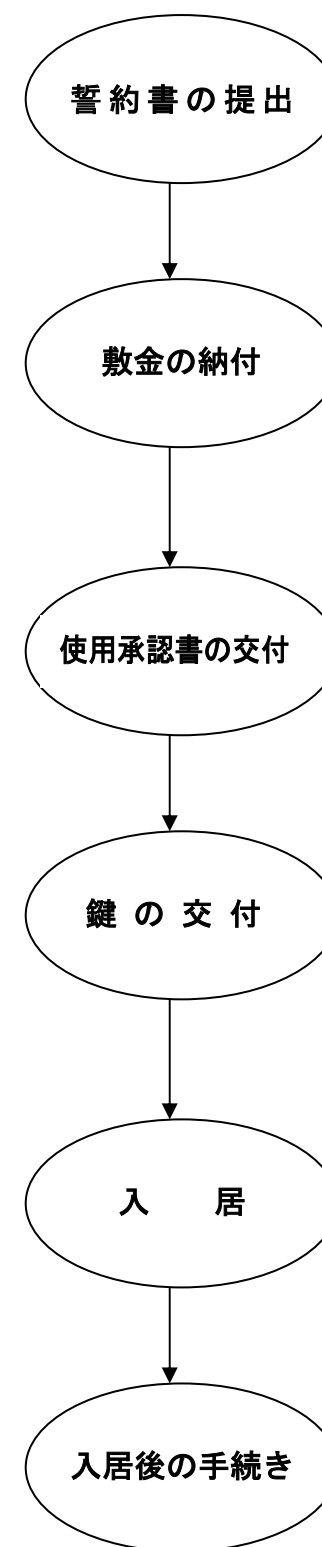 誓約書の提出
敷金の納付
使用承認書の交付
鍵の交付
入居
入居後の手続き